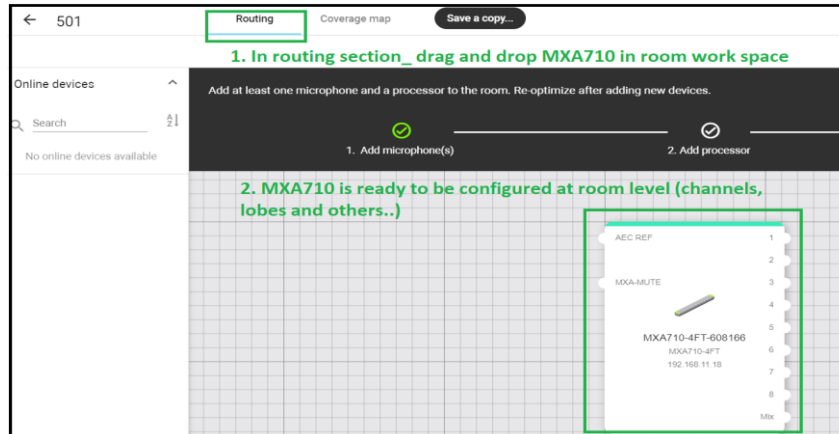 501
Routing
Coverage map
Save a copy...
1. In routing section_ drag and drop MXA710 in room work space
Online devices
Add at least one microphone and a processor to the room. Re-optimize after adding new devices.
Search
A
Z
No online devices available
1. Add microphone(s)
2. Add processor
2. MXA710 is ready to be configured at room level (channels,
lobes and others..)
AEC REF
1
2
MXA-MUTE
3
4
5
MXA710-4FT-608166
MXA710-4FT
6
192.168.11.18
7
8
Mix